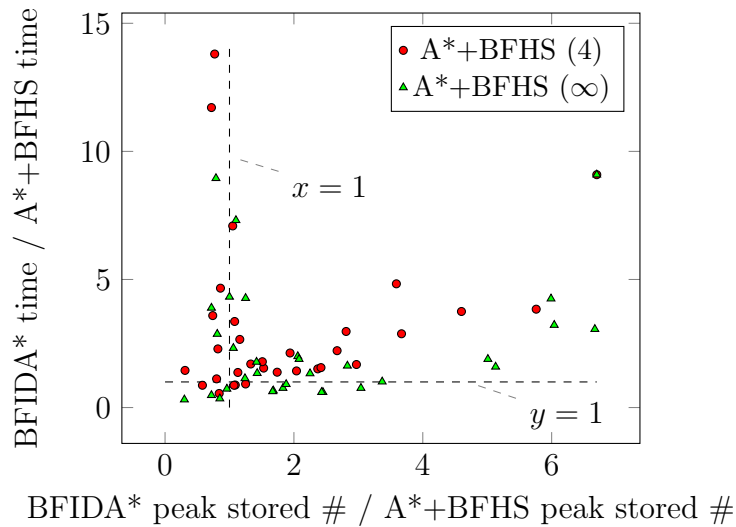 15
10
5
0
0
2
4
6
BFIDA* time / A*+BFHS time
BFIDA* peak stored # / A*+BFHS peak stored #
A*+BFHS (4)
A*+BFHS (∞)
x = 1
y = 1